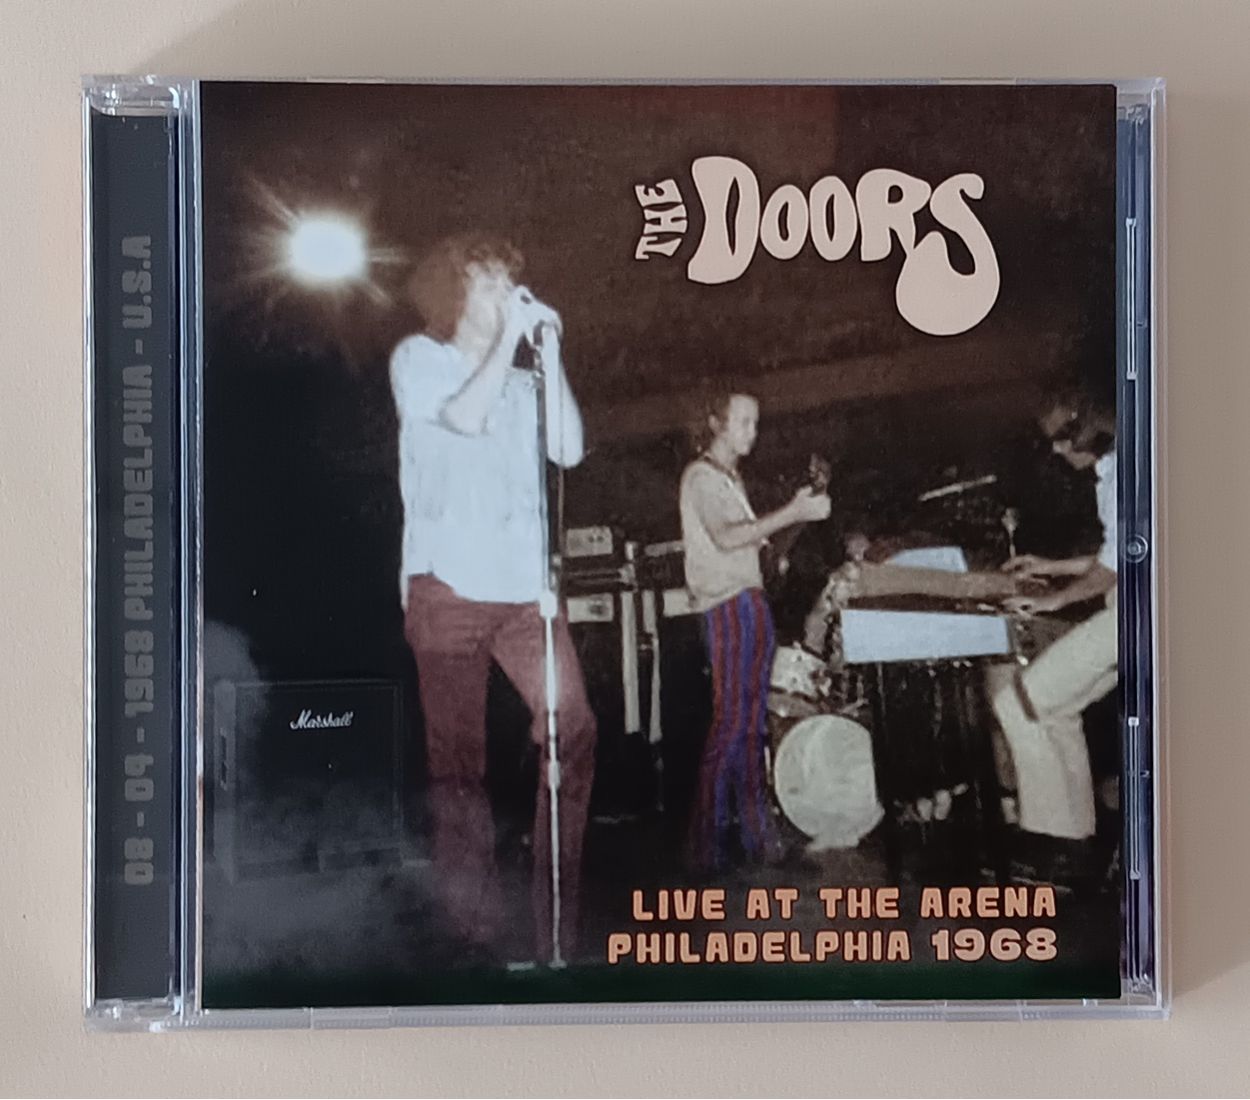 THE DOORS
08 - 04 - 1968 PHILADELPHIA - U.S.A
Marshall
LIVE AT THE ARENA
PHILADELPHIA 1968